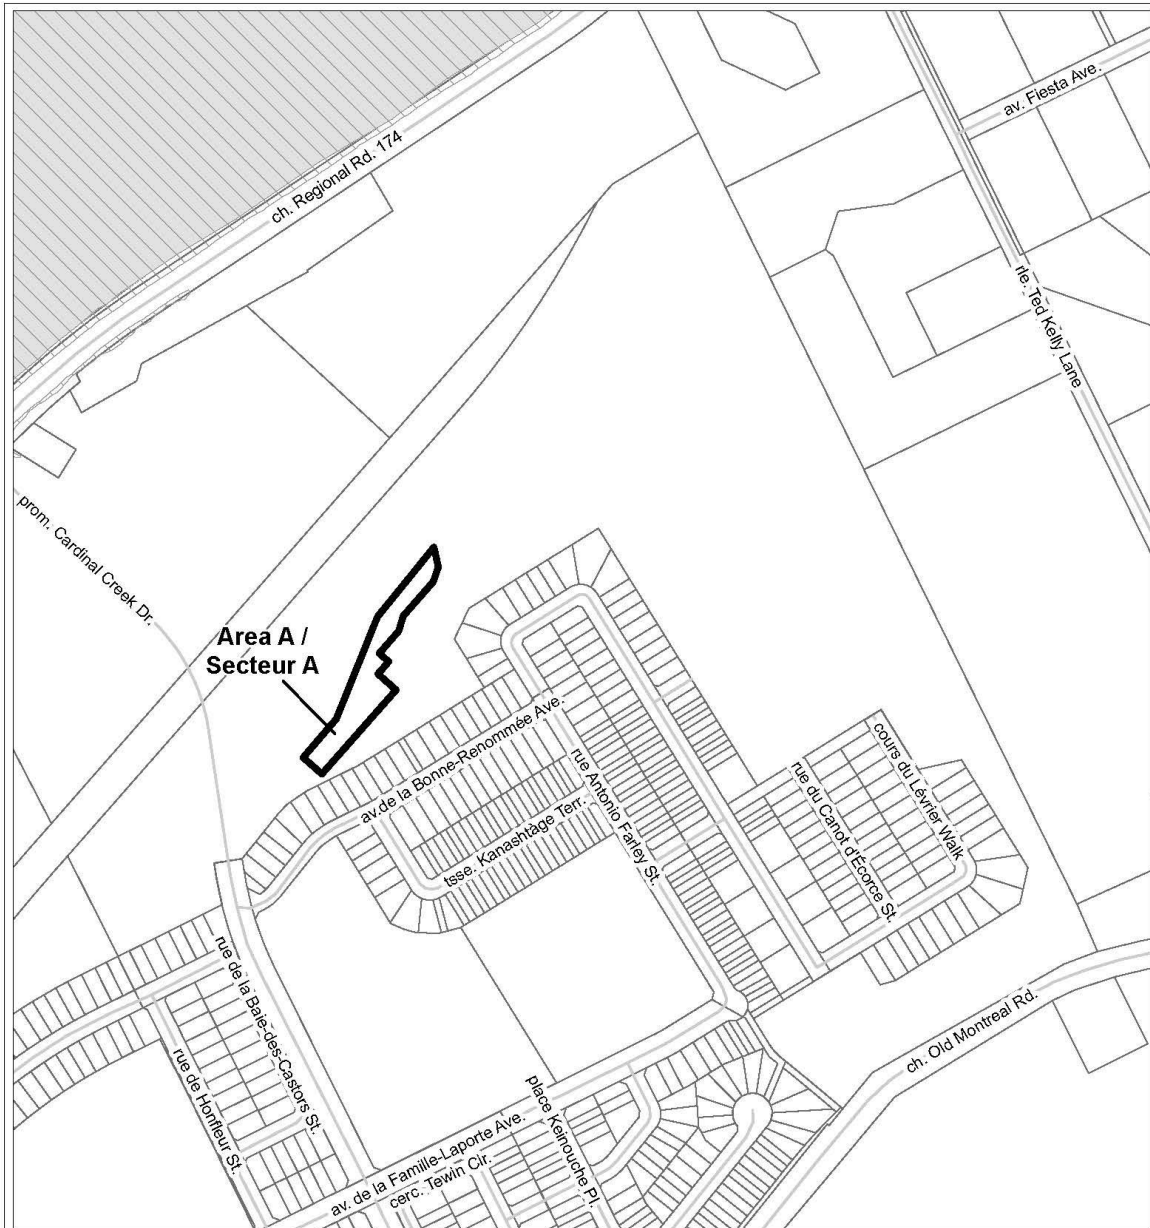 av. Fiesta Ave.
ch. Regional Rd. 174
rle. Ted Kelly Lane
prom. Cardinal Creek Dr.
Area A /
Secteur A
av.de la Bonne-Renommée Ave.
rue Antonio Farley St.
cours du Lévrier Walk
rue du Canot d'Écorce St.
tsse. Kanashtàge Terr.
rue de la Baie-des-Castors St.
ch. Old Montreal Rd.
rue de Honfleur St.
place Keinouche Pl.
av. de la Famille-Laporte Ave.
cerc. Tewin Cir.